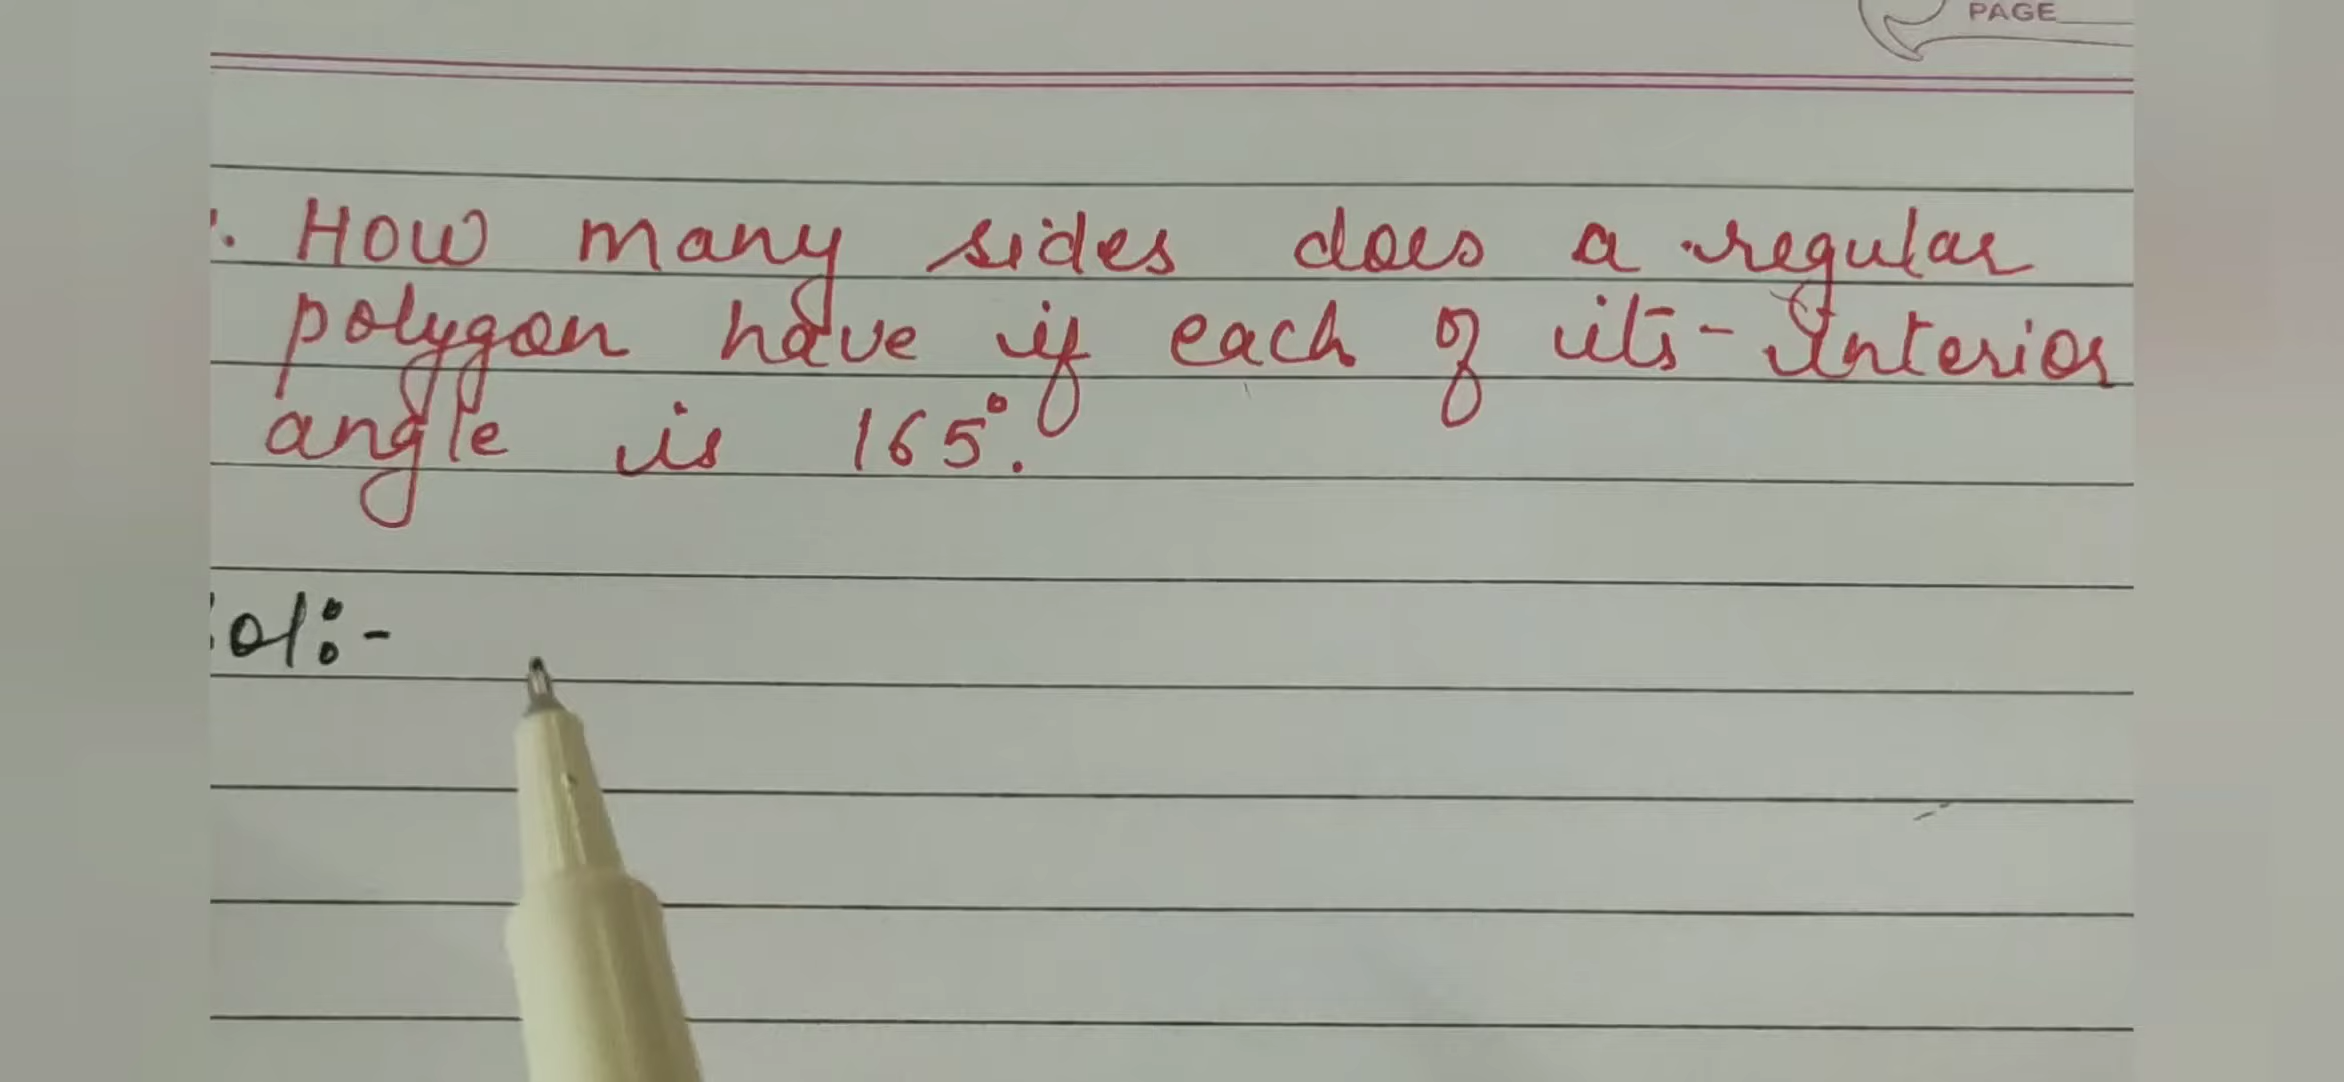 PAGE
. How many sides does a regular
polygon have if each of its - Interior
angle is 165°.
ol:-